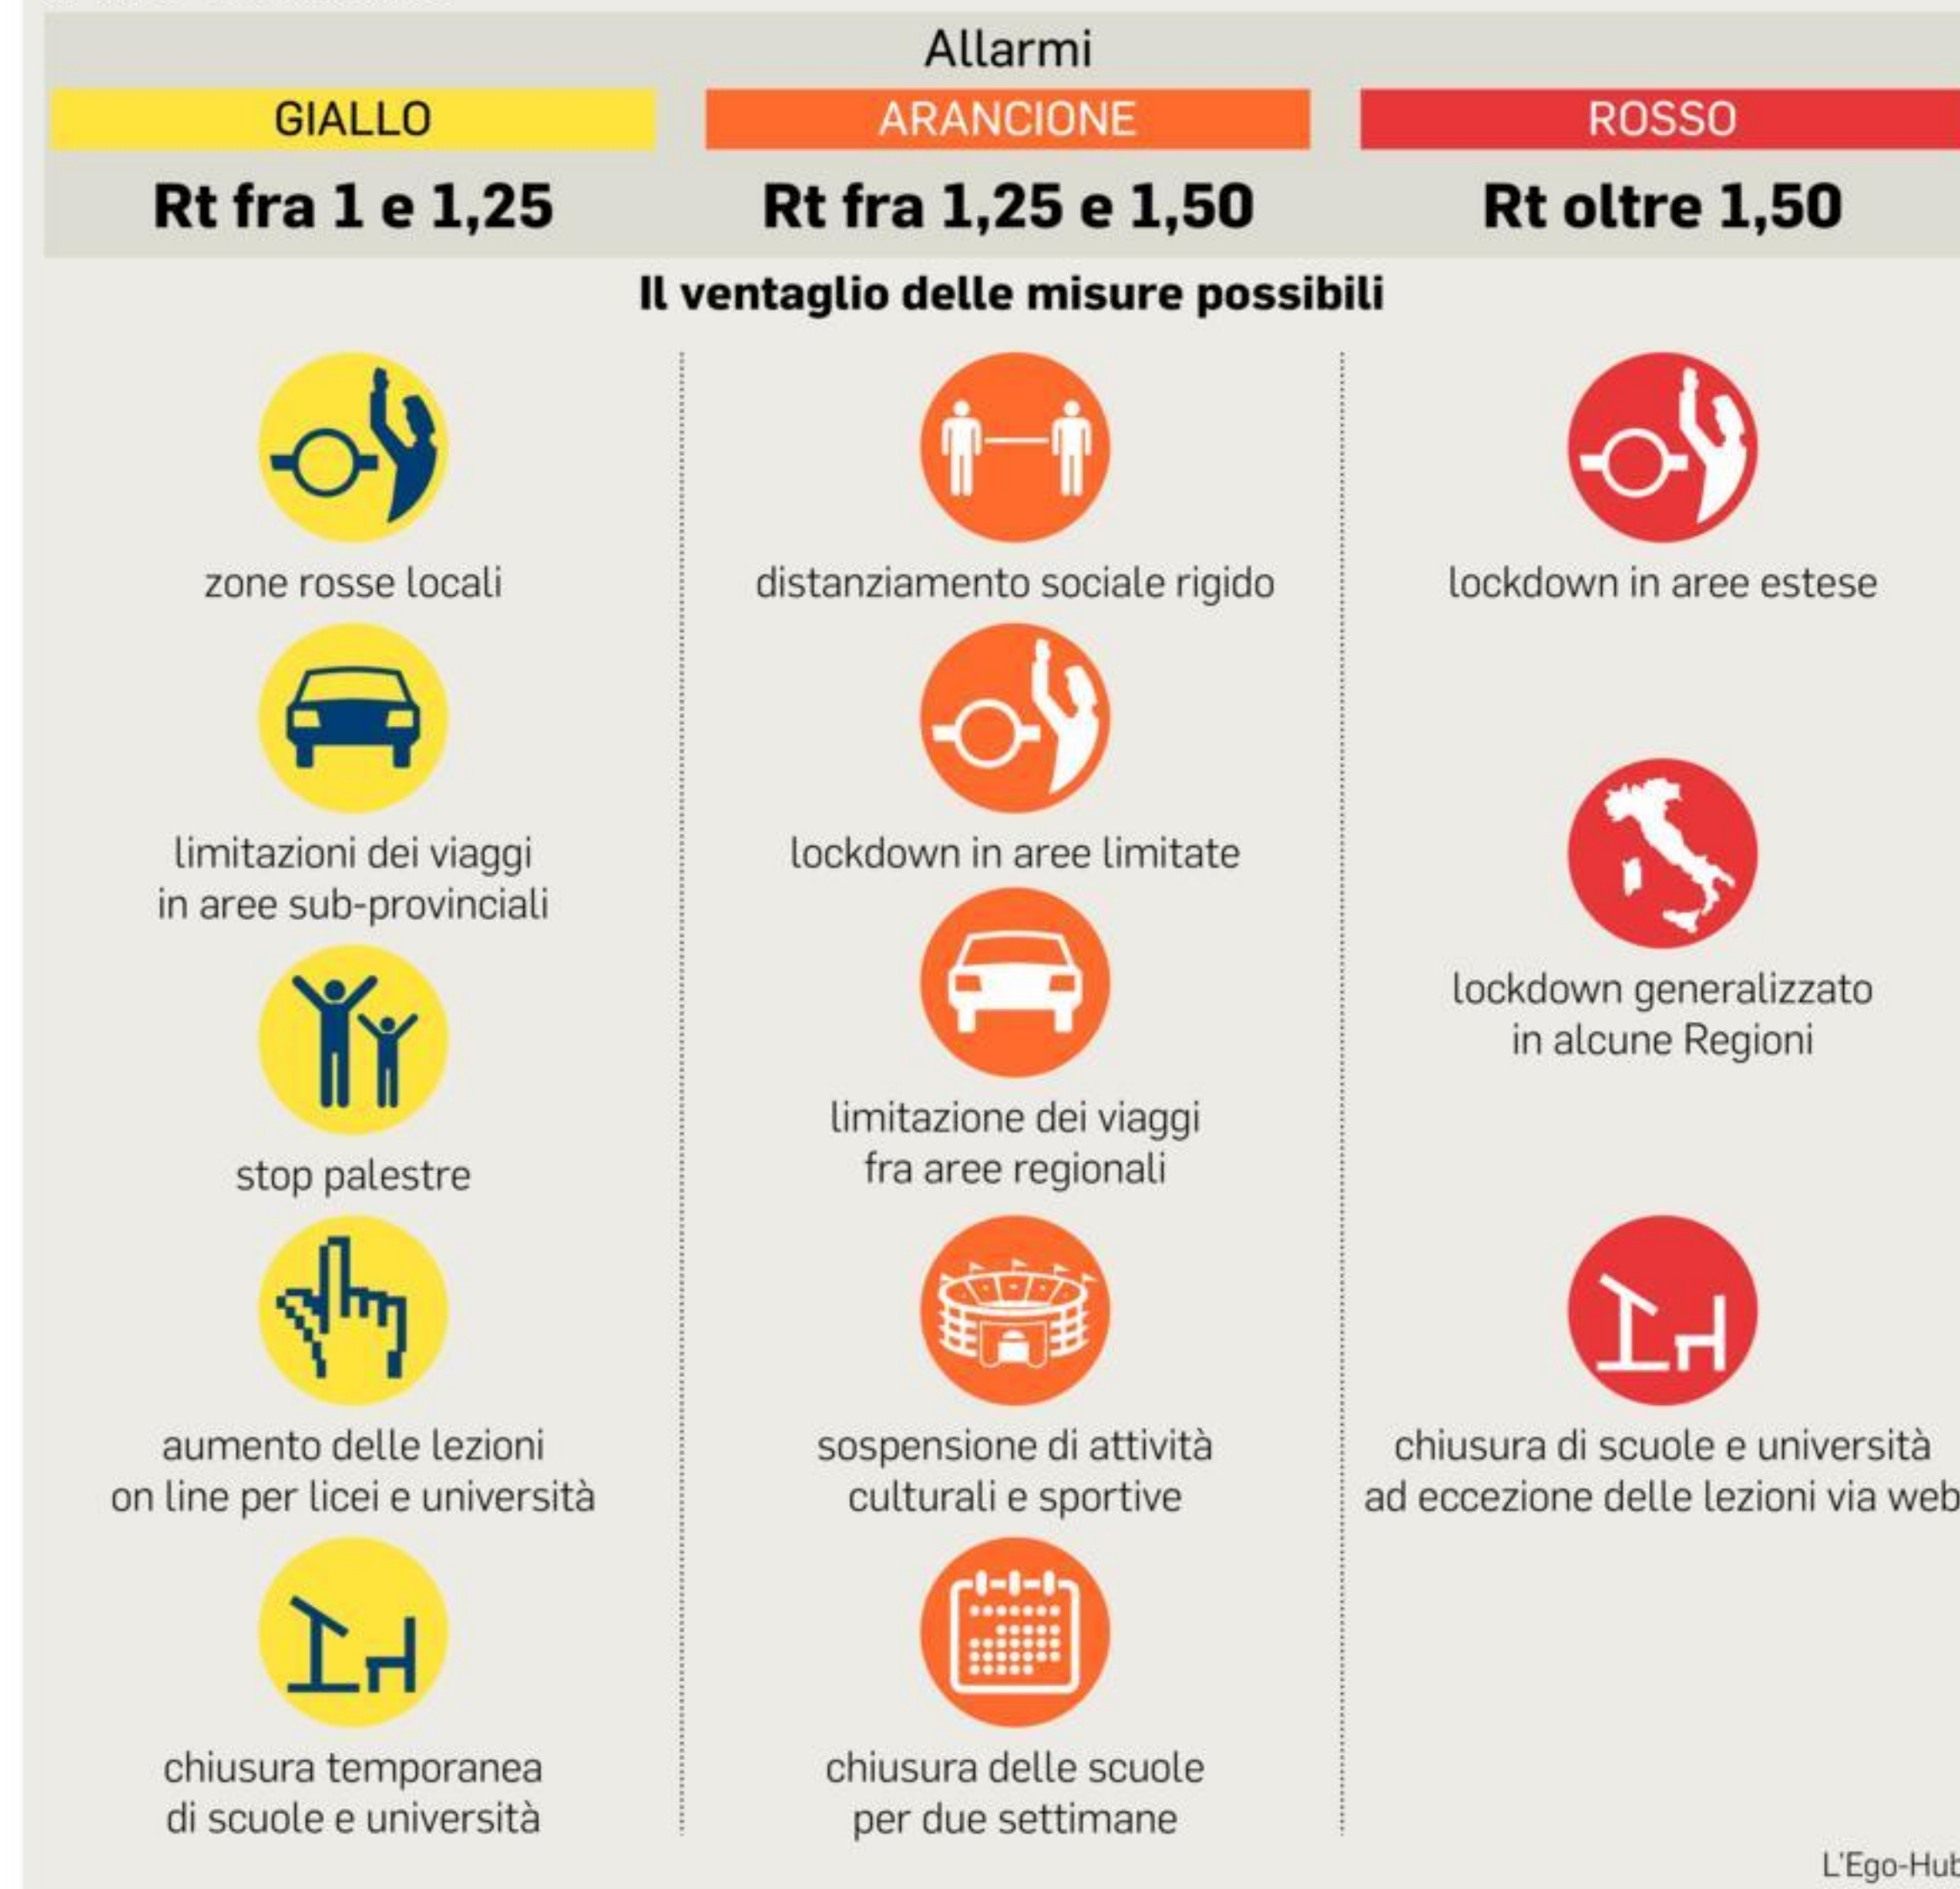 Allarmi
GIALLO
Rt fra 1 e 1,25
ARANCIONE
Rt fra 1,25 e 1,50
ROSSO
Rt oltre 1,50
Il ventaglio delle misure possibili
zone rosse locali
limitazioni dei viaggi
in aree sub-provinciali
stop palestre
aumento delle lezioni
on line per licei e università
chiusura temporanea
di scuole e università
distanziamento sociale rigido
lockdown in aree limitate
limitazione dei viaggi
fra aree regionali
sospensione di attività
culturali e sportive
chiusura delle scuole
per due settimane
lockdown in aree estese
lockdown generalizzato
in alcune Regioni
chiusura di scuole e università
ad eccezione delle lezioni via web
L'Ego-Hub